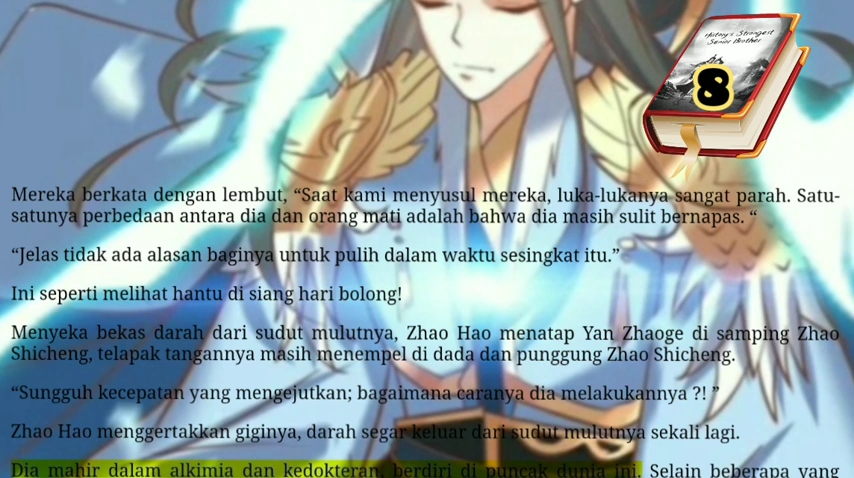 History's Strongest
Senior Brother
8
Mereka berkata dengan lembut, “Saat kami menyusul mereka, luka-lukanya sangat parah. Satu-
satunya perbedaan antara dia dan orang mati adalah bahwa dia masih sulit bernapas. “
“Jelas tidak ada alasan baginya untuk pulih dalam waktu sesingkat itu.”
Ini seperti melihat hantu di siang hari bolong!
Menyeka bekas darah dari sudut mulutnya, Zhao Hao menatap Yan Zhaoge di samping Zhao
Shicheng, telapak tangannya masih menempel di dada dan punggung Zhao Shicheng.
“Sungguh kecepatan yang mengejutkan; bagaimana caranya dia melakukannya ?! ”
Zhao Hao menggertakkan giginya, darah segar keluar dari sudut mulutnya sekali lagi.
Dia mahir dalam alkimia dan kedokteran, berdiri di puncak dunia ini. Selain beberapa yang